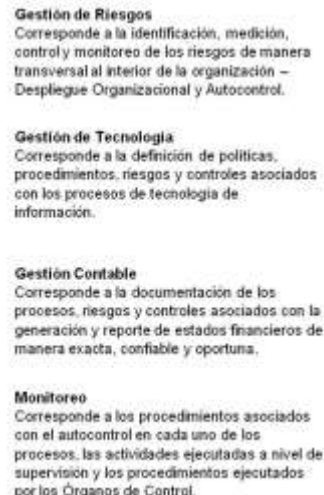 Gestión de Riesgos
Corresponde a la identificación, medición,
control y monitoreo de los riesgos de manera
transversal al interior de la organización –
Despliegue Organizacional y Autocontrol.
Gestión de Tecnología
Corresponde a la definición de políticas,
procedimientos, riesgos y controles asociados
con los procesos de tecnología de
información.
Gestión Contable
Corresponde a la documentación de los
procesos, riesgos y controles asociados con la
generación y reporte de estados financieros de
manera exacta, confiable y oportuna.
Monitoreo
Corresponde a los procedimientos asociados
con el autocontrol en cada uno de los
procesos, las actividades ejecutadas a nivel de
supervisión y los procedimientos ejecutados
por los Órganos de Control.